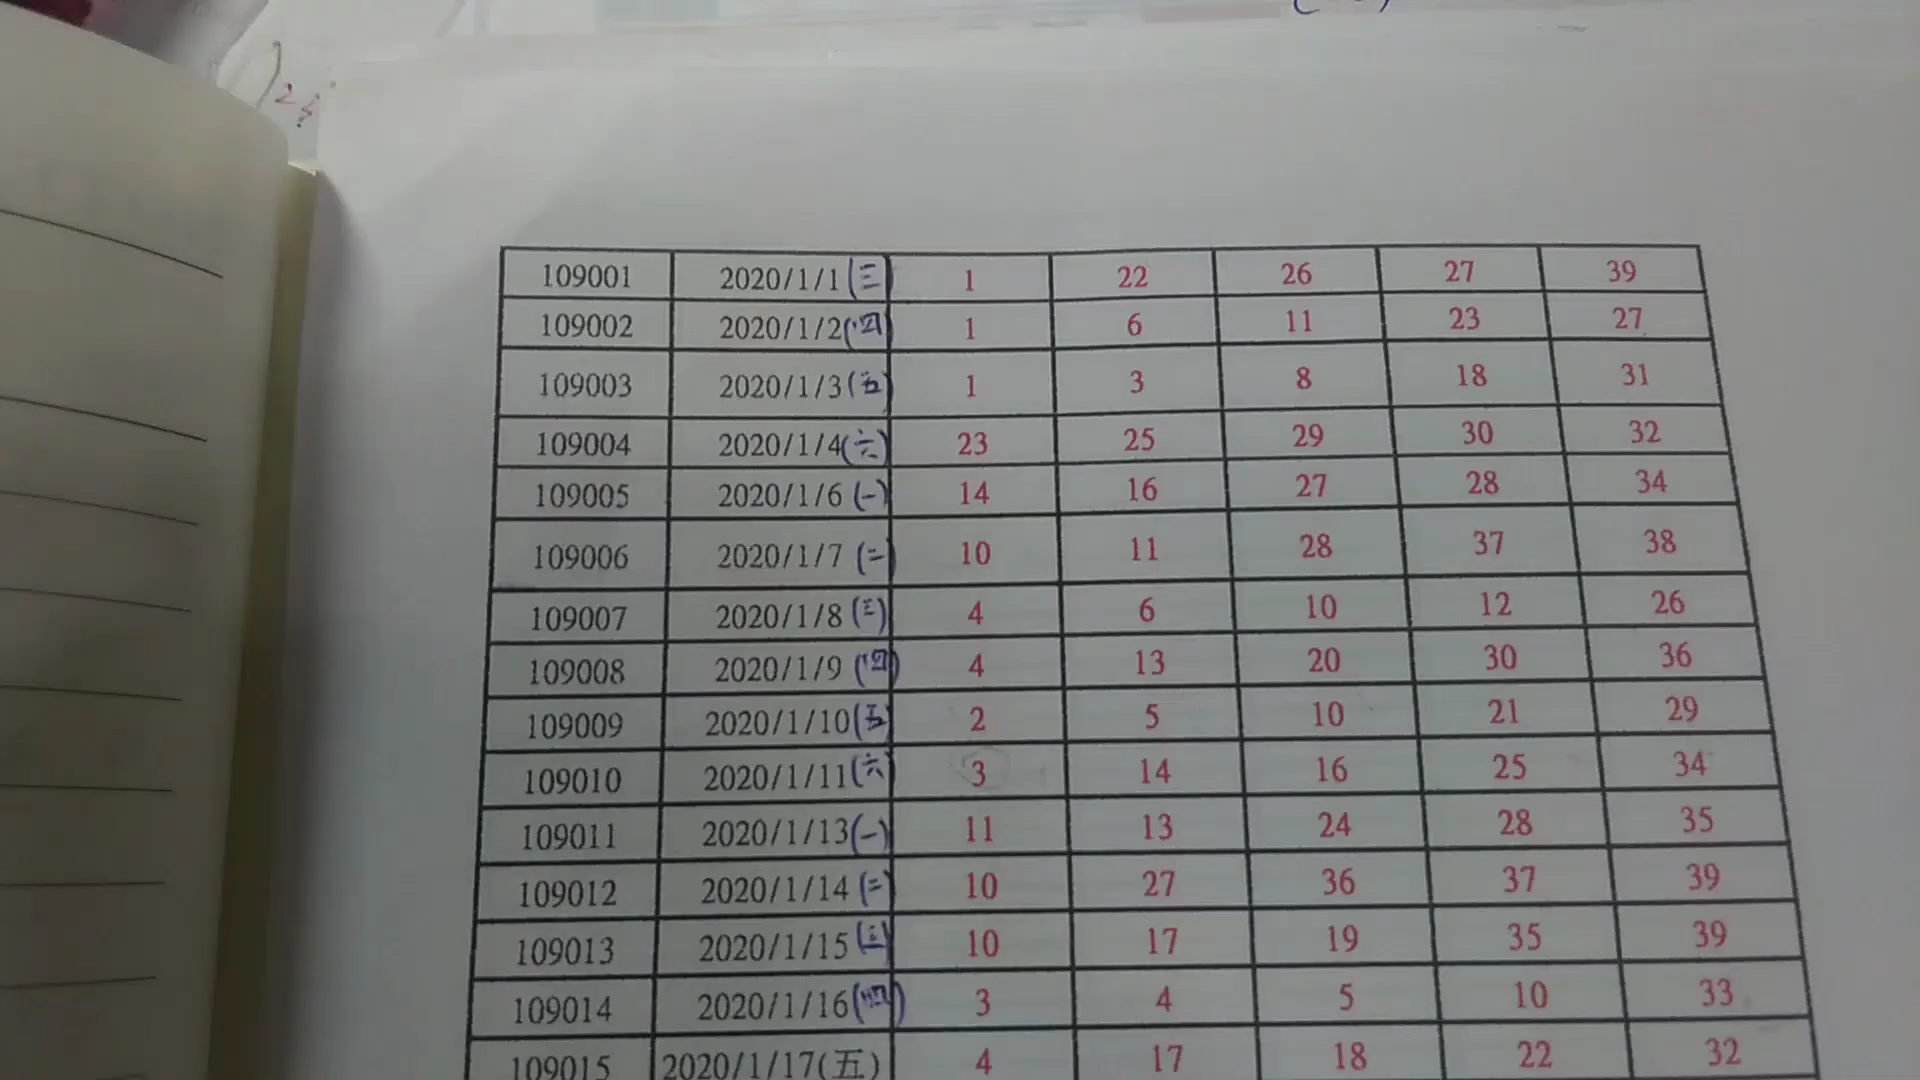 24
109001 2020/1/1(三) 1 22 26 27 39
109002 2020/1/2(四) 1 6 11 23 27
109003 2020/1/3(五) 1 3 8 18 31
109004 2020/1/4(六) 23 25 29 30 32
109005 2020/1/6(一) 14 16 27 28 34
109006 2020/1/7(二) 10 11 28 37 38
109007 2020/1/8(三) 4 6 10 12 26
109008 2020/1/9(四) 4 13 20 30 36
109009 2020/1/10(五) 2 5 10 21 29
109010 2020/1/11(六) 3 14 16 25 34
109011 2020/1/13(一) 11 13 24 28 35
109012 2020/1/14(二) 10 27 36 37 39
109013 2020/1/15(三) 10 17 19 35 39
109014 2020/1/16(四) 3 4 5 10 33
109015 2020/1/17(五) 4 17 18 22 32